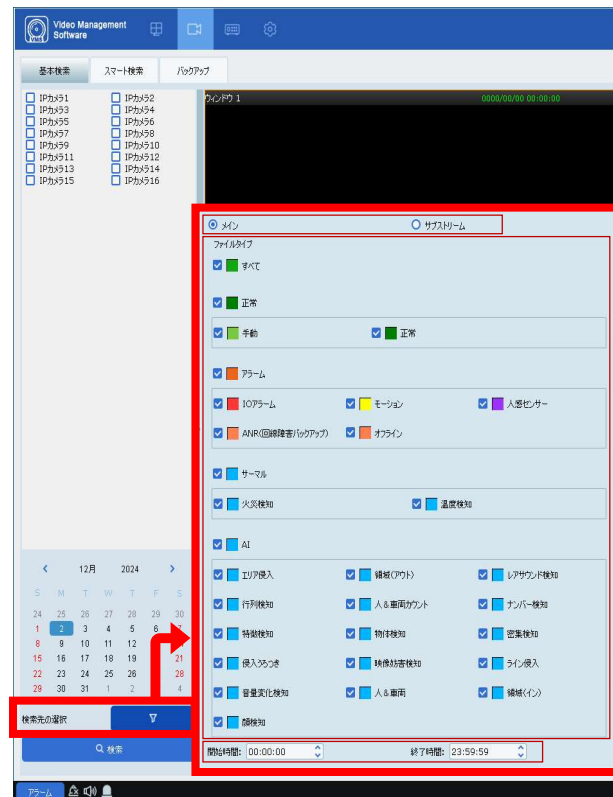 Video Management
Software
基本検索 スマート検索 バックアップ
IPカメラ1 IPカメラ2
IPカメラ3 IPカメラ4
IPカメラ5 IPカメラ6
IPカメラ7 IPカメラ8
IPカメラ9 IPカメラ10
IPカメラ11 IPカメラ12
IPカメラ13 IPカメラ14
IPカメラ15 IPカメラ16
ウィンドウ 1 0000/00/00 00:00:00
メイン サブストリーム
ファイルタイプ
すべて
正常
手動 正常
アラーム
IOアラーム モーション 人感センサー
ANR(回線障害バックアップ) オフライン
サーマル
火災検知 温度検知
AI
エリア侵入 領域(アウト) レアサウンド検知
行列検知 人&車両カウント ナンバー検知
特徴検知 物体検知 密集検知
侵入うろつき 映像妨害検知 ライン侵入
音量変化検知 人&車両 領域(イン)
顔検知
開始時間: 00:00:00 終了時間: 23:59:59
12月 2024
S M T W T F S
24 25 26 27 28 29 30
1 2 3 4 5 6 7
8 9 10 11 12
15 16 17 18 19 21
22 23 24 25 26 28
29 30 31 1 2 4
検索先の選択
検索
アラーム